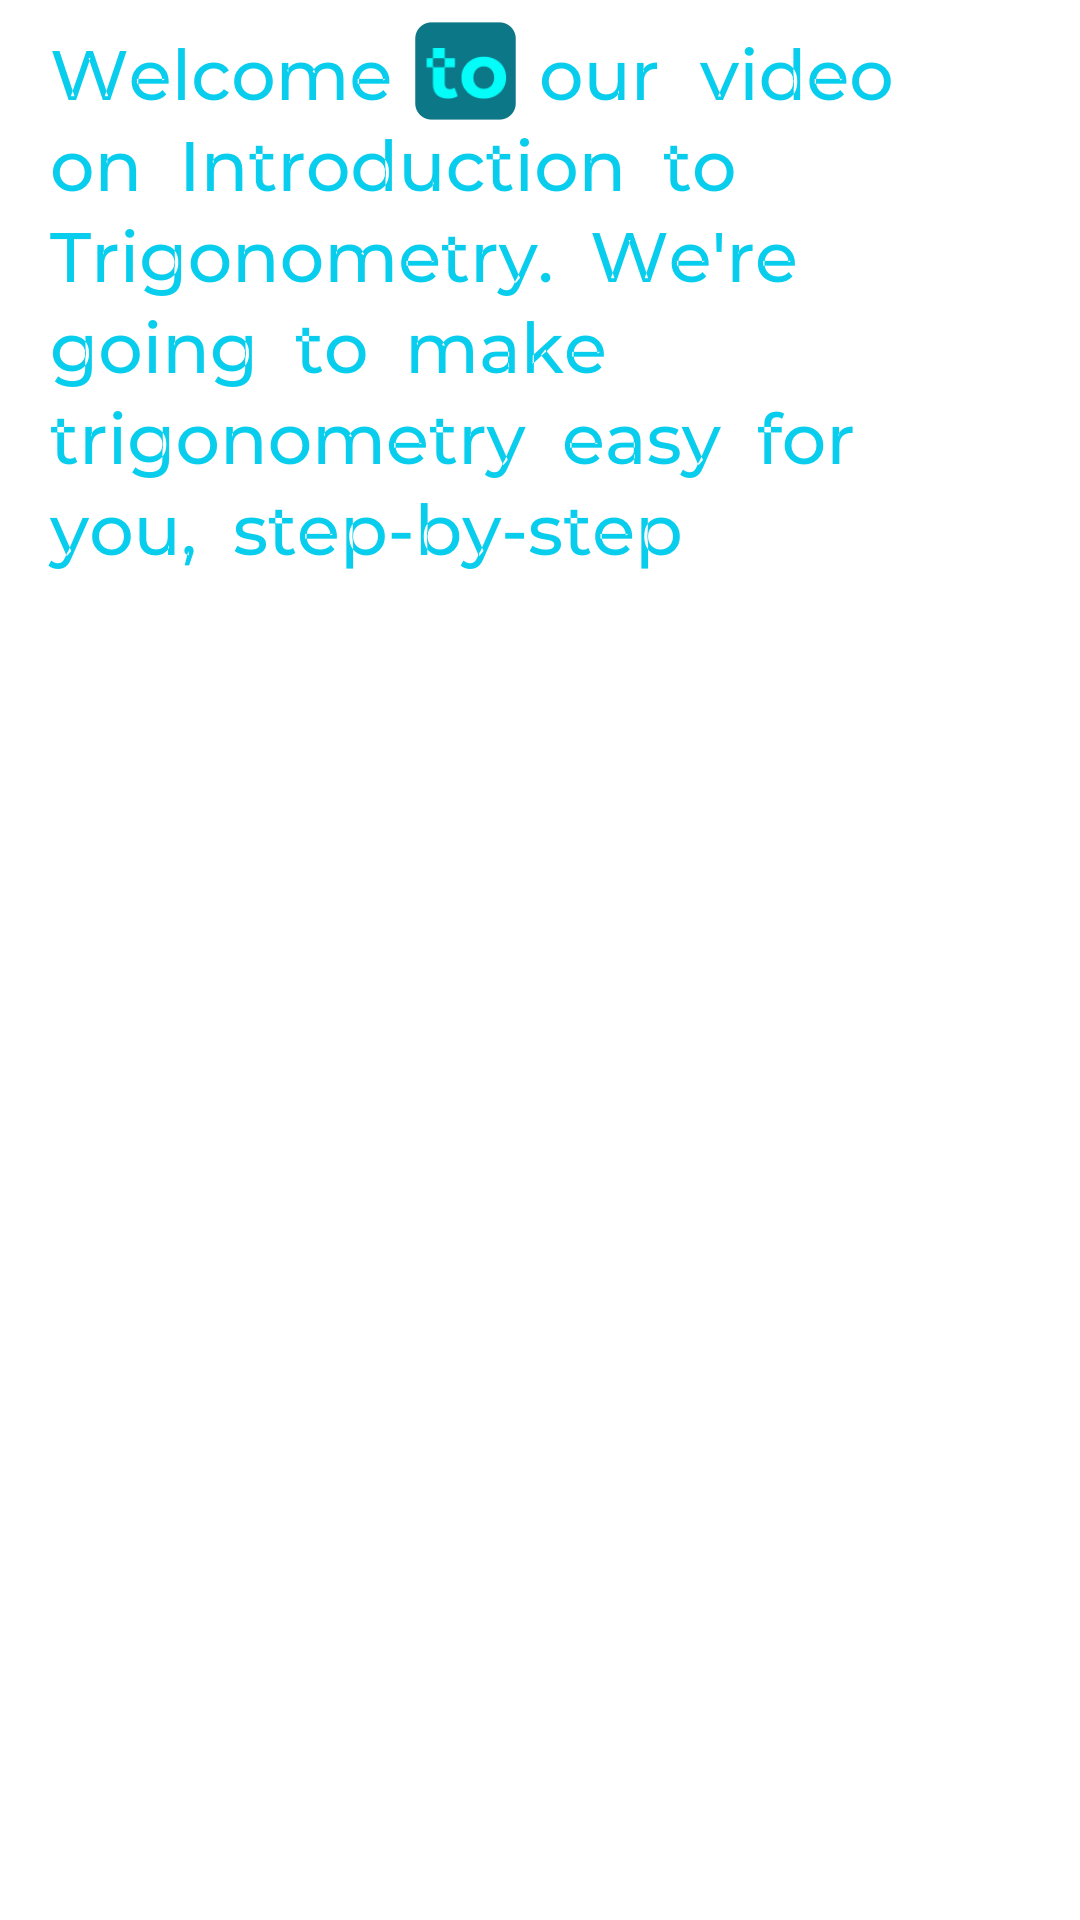 Welcome to our video
on Introduction to
Trigonometry. We're
going to make
trigonometry easy for
you, step-by-step